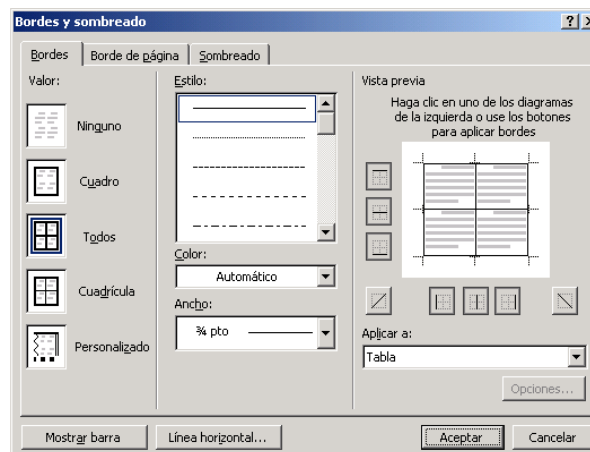 Bordes y sombreado
Bordes
Borde de página
Sombreado
Valor:
Ninguno
Cuadro
Todos
Cuadrícula
Personalizado
Estilo:
Color:
Automático
Ancho:
¾ pto
Vista previa
Haga clic en uno de los diagramas
de la izquierda o use los botones
para aplicar bordes
Aplicar a:
Tabla
Opciones...
Mostrar barra
Línea horizontal...
Aceptar
Cancelar